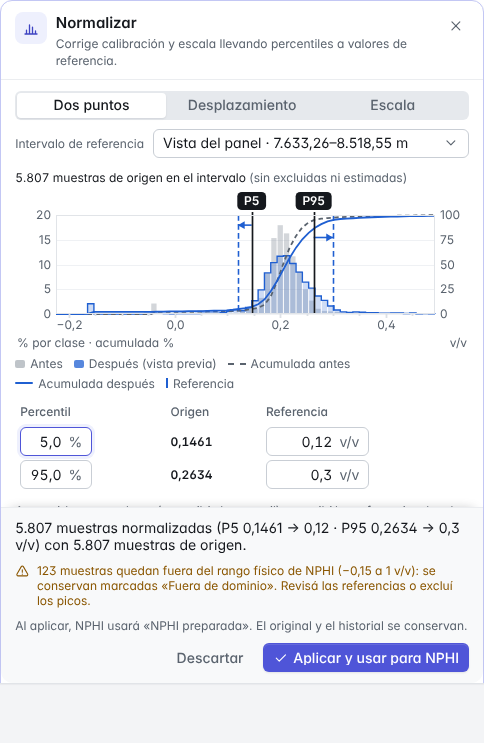 Normalizar
Corrige calibración y escala llevando percentiles a valores de
referencia.
Dos puntos
Desplazamiento
Escala
Intervalo de referencia
Vista del panel · 7.633,26–8.518,55 m
5.807 muestras de origen en el intervalo (sin excluidas ni estimadas)
P5
P95
20
15
10
5
0
100
75
50
25
0
−0,2
0,0
0,2
0,4
% por clase · acumulada %
v/v
Antes
Después (vista previa)
Acumulada antes
Acumulada después
Referencia
Percentil
Origen
Referencia
5,0 %
0,1461
0,12 v/v
95,0 %
0,2634
0,3 v/v
5.807 muestras normalizadas (P5 0,1461 → 0,12 · P95 0,2634 → 0,3
v/v) con 5.807 muestras de origen.
123 muestras quedan fuera del rango físico de NPHI (−0,15 a 1 v/v): se
conservan marcadas «Fuera de dominio». Revisá las referencias o excluí
los picos.
Al aplicar, NPHI usará «NPHI preparada». El original y el historial se conservan.
Descartar
Aplicar y usar para NPHI